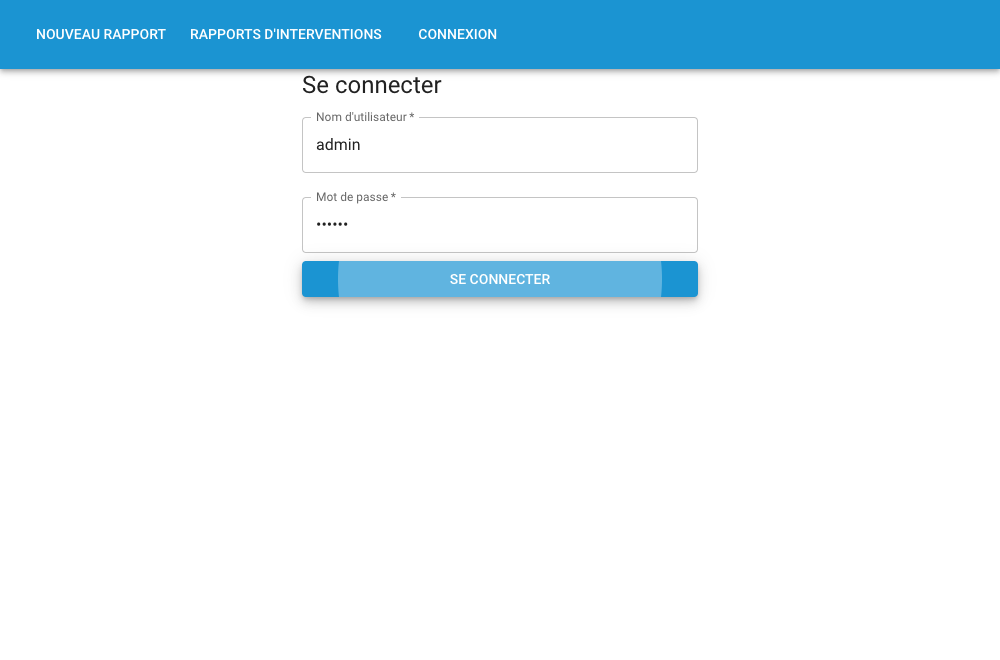 NOUVEAU RAPPORT RAPPORTS D'INTERVENTIONS CONNEXION
Se connecter
Nom d'utilisateur *
admin
Mot de passe *
••••••
SE CONNECTER